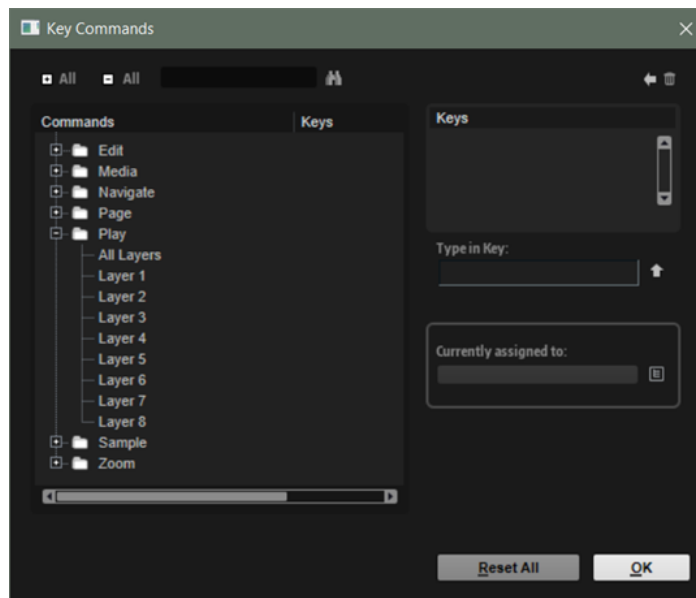 Key Commands
All All
Commands Keys
Edit
Media
Navigate
Page
Play
All Layers
Layer 1
Layer 2
Layer 3
Layer 4
Layer 5
Layer 6
Layer 7
Layer 8
Sample
Zoom
Keys
Type in Key:
Currently assigned to:
Reset All OK